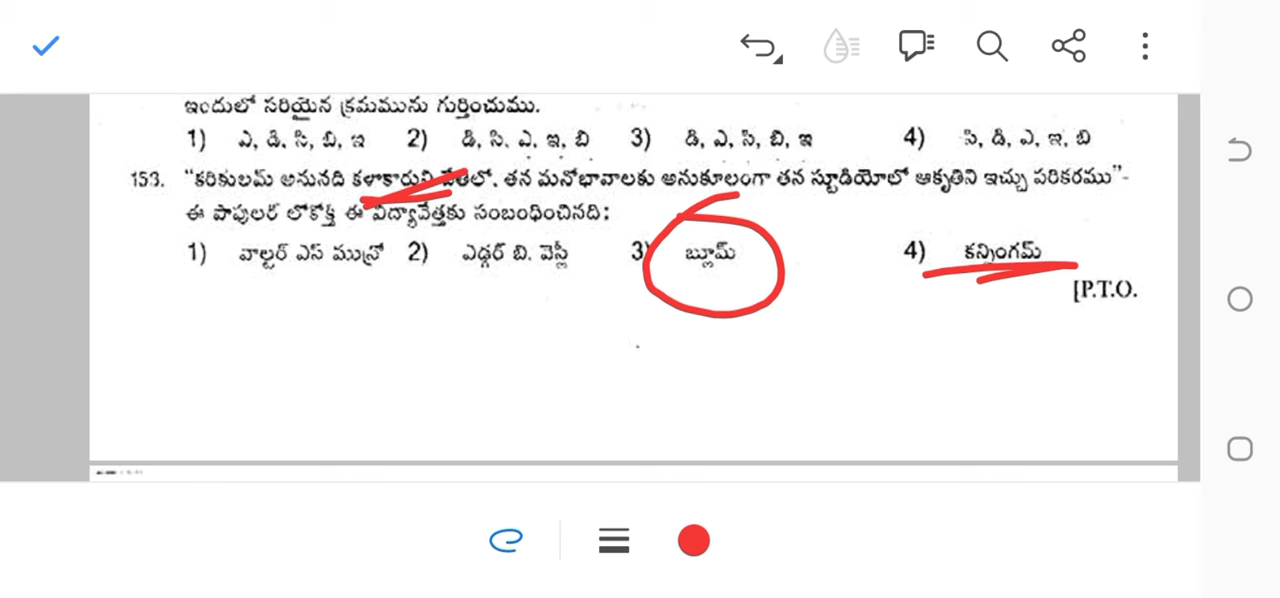 ఇందులో సరియైన క్రమమును గుర్తించుము.
1) ఎ, డి, సి, బి, ఇ 2) డి, సి, ఎ, ఇ, బి 3) డి, ఎ, సి, బి, ఇ 4) సి, డి, ఎ, ఇ, బి
153. "కరికులమ్ అనునది కళాకారుని చేతిలో, తన మనోభావాలకు అనుకూలంగా తన స్టూడియోలో ఆకృతిని ఇచ్చు పరికరము"-
ఈ పాపులర్ లోకోక్తి ఈ విద్యావేత్తకు సంబంధించినది:
1) వాల్టర్ ఎస్ మున్రో 2) ఎడ్గర్ బి. వెస్లీ 3) బ్లూమ్ 4) కన్నింగమ్
[P.T.O.